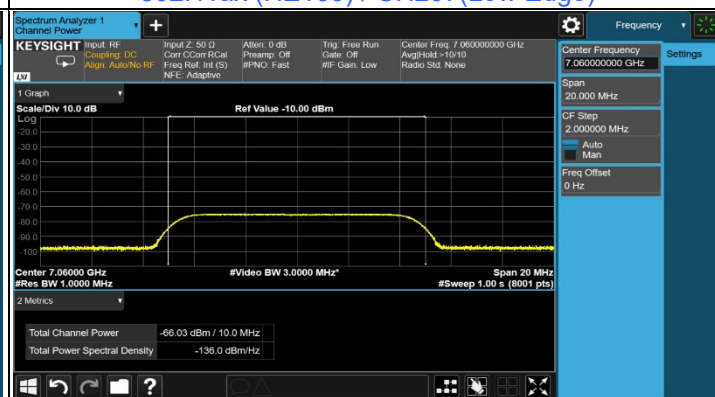 Spectrum Analyzer 1
Channel Power
Frequency
KEYSIGHT
LXI
Input: RF
Coupling: DC
Align: Auto/No RF
Input Z: 50 Ω
Corr CCorr RCal
Freq Ref: Int (S)
NFE: Adaptive
Atten: 0 dB
Preamp: Off
#PNO: Fast
Trig: Free Run
Gate: Off
#IF Gain: Low
Center Freq: 7.060000000 GHz
Avg|Hold:>10/10
Radio Std: None
Center Frequency
7.060000000 GHz
Settings
Span
20.000 MHz
CF Step
2.000000 MHz
Auto
Man
Freq Offset
0 Hz
1 Graph
Scale/Div 10.0 dB
Ref Value -10.00 dBm
Log
-20.0
-30.0
-40.0
-50.0
-60.0
-70.0
-80.0
-90.0
-100
Center 7.06000 GHz
#Video BW 3.0000 MHz*
Span 20 MHz
#Res BW 1.0000 MHz
#Sweep 1.00 s (8001 pts)
2 Metrics
Total Channel Power -66.03 dBm / 10.0 MHz
Total Power Spectral Density -136.0 dBm/Hz
?